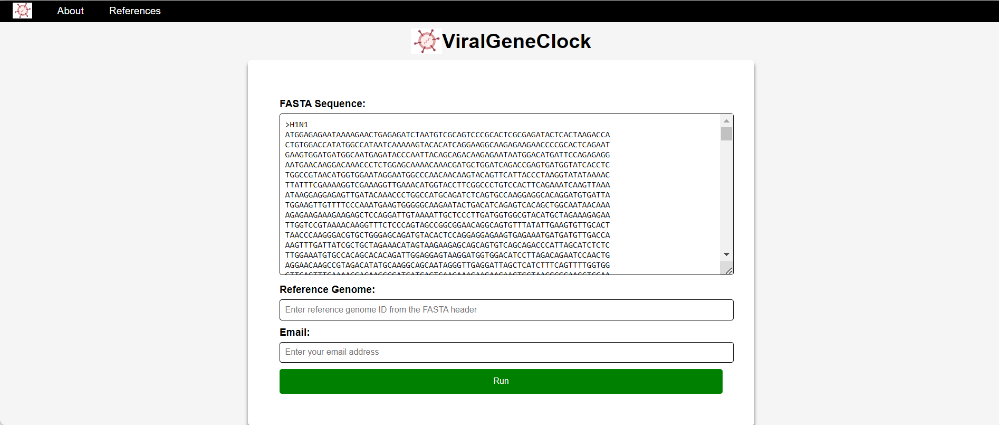 About
References
ViralGeneClock
FASTA Sequence:
>H1N1
ATGGAGAGAATAAAAGAACTGAGAGATCTAATGTCGCAGTCCCGCACTCGCGAGATACTCACTAAGACCA
CTGTGGACCATATGGCCATAATCAAAAAGTACACATCAGGAAGGCAAGAGAAGAACCCCGCACTCAGAAT
GAAGTGGATGATGGCAATGAGATACCCAATTACAGCAGACAAGAGAATAATGGACATGATTCCAGAGAGG
AATGAACAAGGACAAACCCTCTGGAGCAAAACAAACGATGCTGGATCAGACCGAGTGATGGTATCACCTC
TGGCCGTAACATGGTGGAATAGGAATGGCCCAACAACAAGTACAGTTCATTACCCTAAGGTATATAAAAC
TTATTTCGAAAAGGTCGAAAGGTTGAAACATGGTACCTTCGGCCCTGTCCACTTCAGAAATCAAGTTAAA
ATAAGGAGGAGAGTTGATACAAACCCTGGCCATGCAGATCTCAGTGCCAAGGAGGCACAGGATGTGATTA
TGGAAGTTGTTTTCCCAAATGAAGTGGGGGCAAGAATACTGACATCAGAGTCACAGCTGGCAATAACAAA
AGAGAAGAAAGAAGAGCTCCAGGATTGTAAAATTGCTCCCTTGATGGTGGCGTACATGCTAGAAAGAGAA
TTGGTCCGTAAAACAAGGTTTCTCCCAGTAGCCGGCGGAACAGGCAGTGTTTATATTGAAGTGTTGCACT
TAACCCAAGGGACGTGCTGGGAGCAGATGTACACTCCAGGAGGAGAAGTGAGAAATGATGATGTTGACCA
AAGTTTGATTATCGCTGCTAGAAACATAGTAAGAAGAGCAGCAGTGTCAGCAGACCCATTAGCATCTCTC
TTGGAAATGTGCCACAGCACACAGATTGGAGGAGTAAGGATGGTGGACATCCTTAGACAGAATCCAACTG
AGGAACAAGCCGTAGACATATGCAAGGCAGCAATAGGGTTGAGGATTAGCTCATCTTTCAGTTTTGGTGG
Reference Genome:
Enter reference genome ID from the FASTA header
Email:
Enter your email address
Run